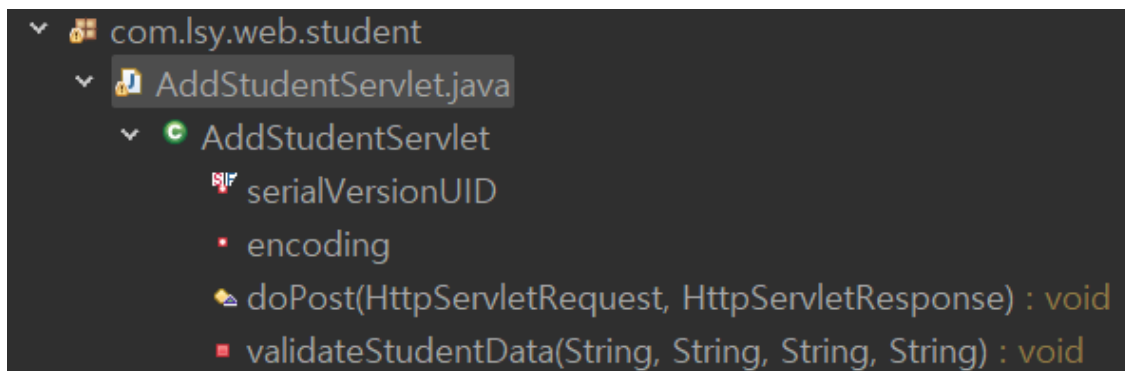 com.lsy.web.student
AddStudentServlet.java
AddStudentServlet
serialVersionUID
encoding
doPost(HttpServletRequest, HttpServletResponse) : void
validateStudentData(String, String, String, String) : void